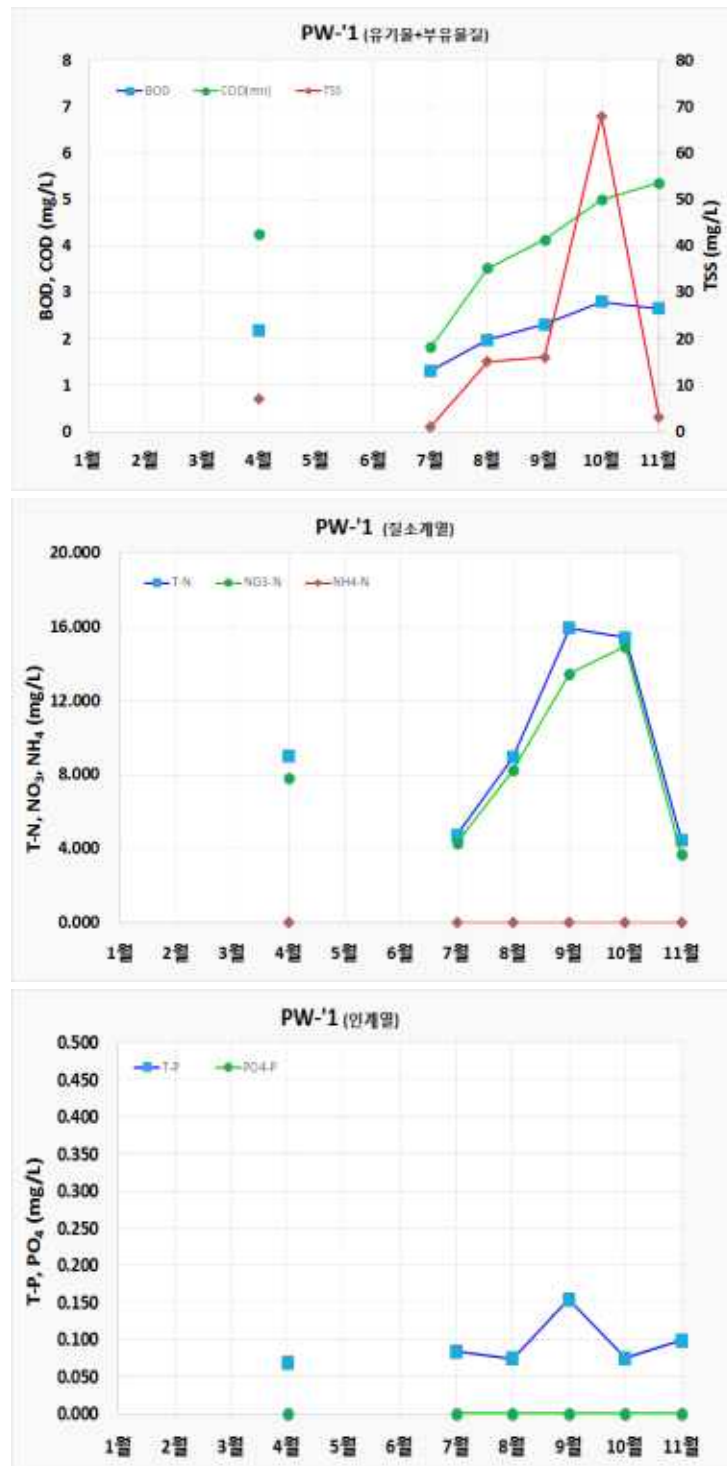 PW-'1 (유기물+부유물질)
8 80
BOD COD(mn) TSS
7 70
6 60
5 50
4 40
3 30
2 20
1 10
0 0
BOD, COD (mg/L)
TSS (mg/L)
1월 2월 3월 4월 5월 6월 7월 8월 9월 10월 11월
PW-'1 (질소계열)
20.000
T-N NO3-N NH4-N
16.000
12.000
8.000
4.000
0.000
T-N, NO₃, NH₄ (mg/L)
1월 2월 3월 4월 5월 6월 7월 8월 9월 10월 11월
PW-'1 (인계열)
0.500
T-P PO4-P
0.450
0.400
0.350
0.300
0.250
0.200
0.150
0.100
0.050
0.000
T-P, PO₄ (mg/L)
1월 2월 3월 4월 5월 6월 7월 8월 9월 10월 11월